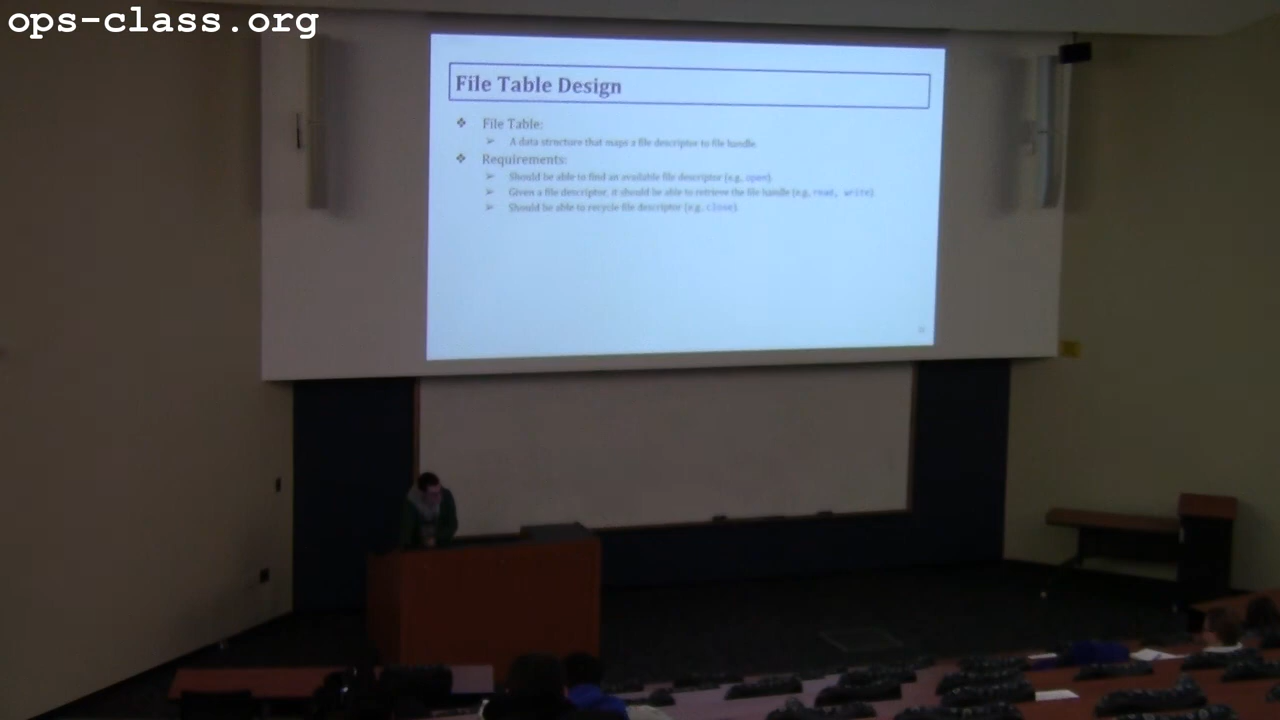 ops-class.org
File Table Design
❖ File Table:
➢ A data structure that maps a file descriptor to file handle.
❖ Requirements:
➢ Should be able to find an available file descriptor (e.g., open).
➢ Given a file descriptor, it should be able to retrieve the file handle (e.g., read, write)
➢ Should be able to recycle file descriptor (e.g., close).